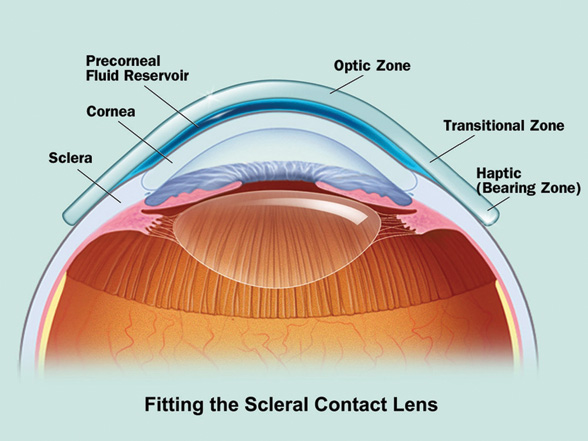 Precorneal
Fluid Reservoir
Optic Zone
Cornea
Transitional Zone
Sclera
Haptic
(Bearing Zone)
Fitting the Scleral Contact Lens